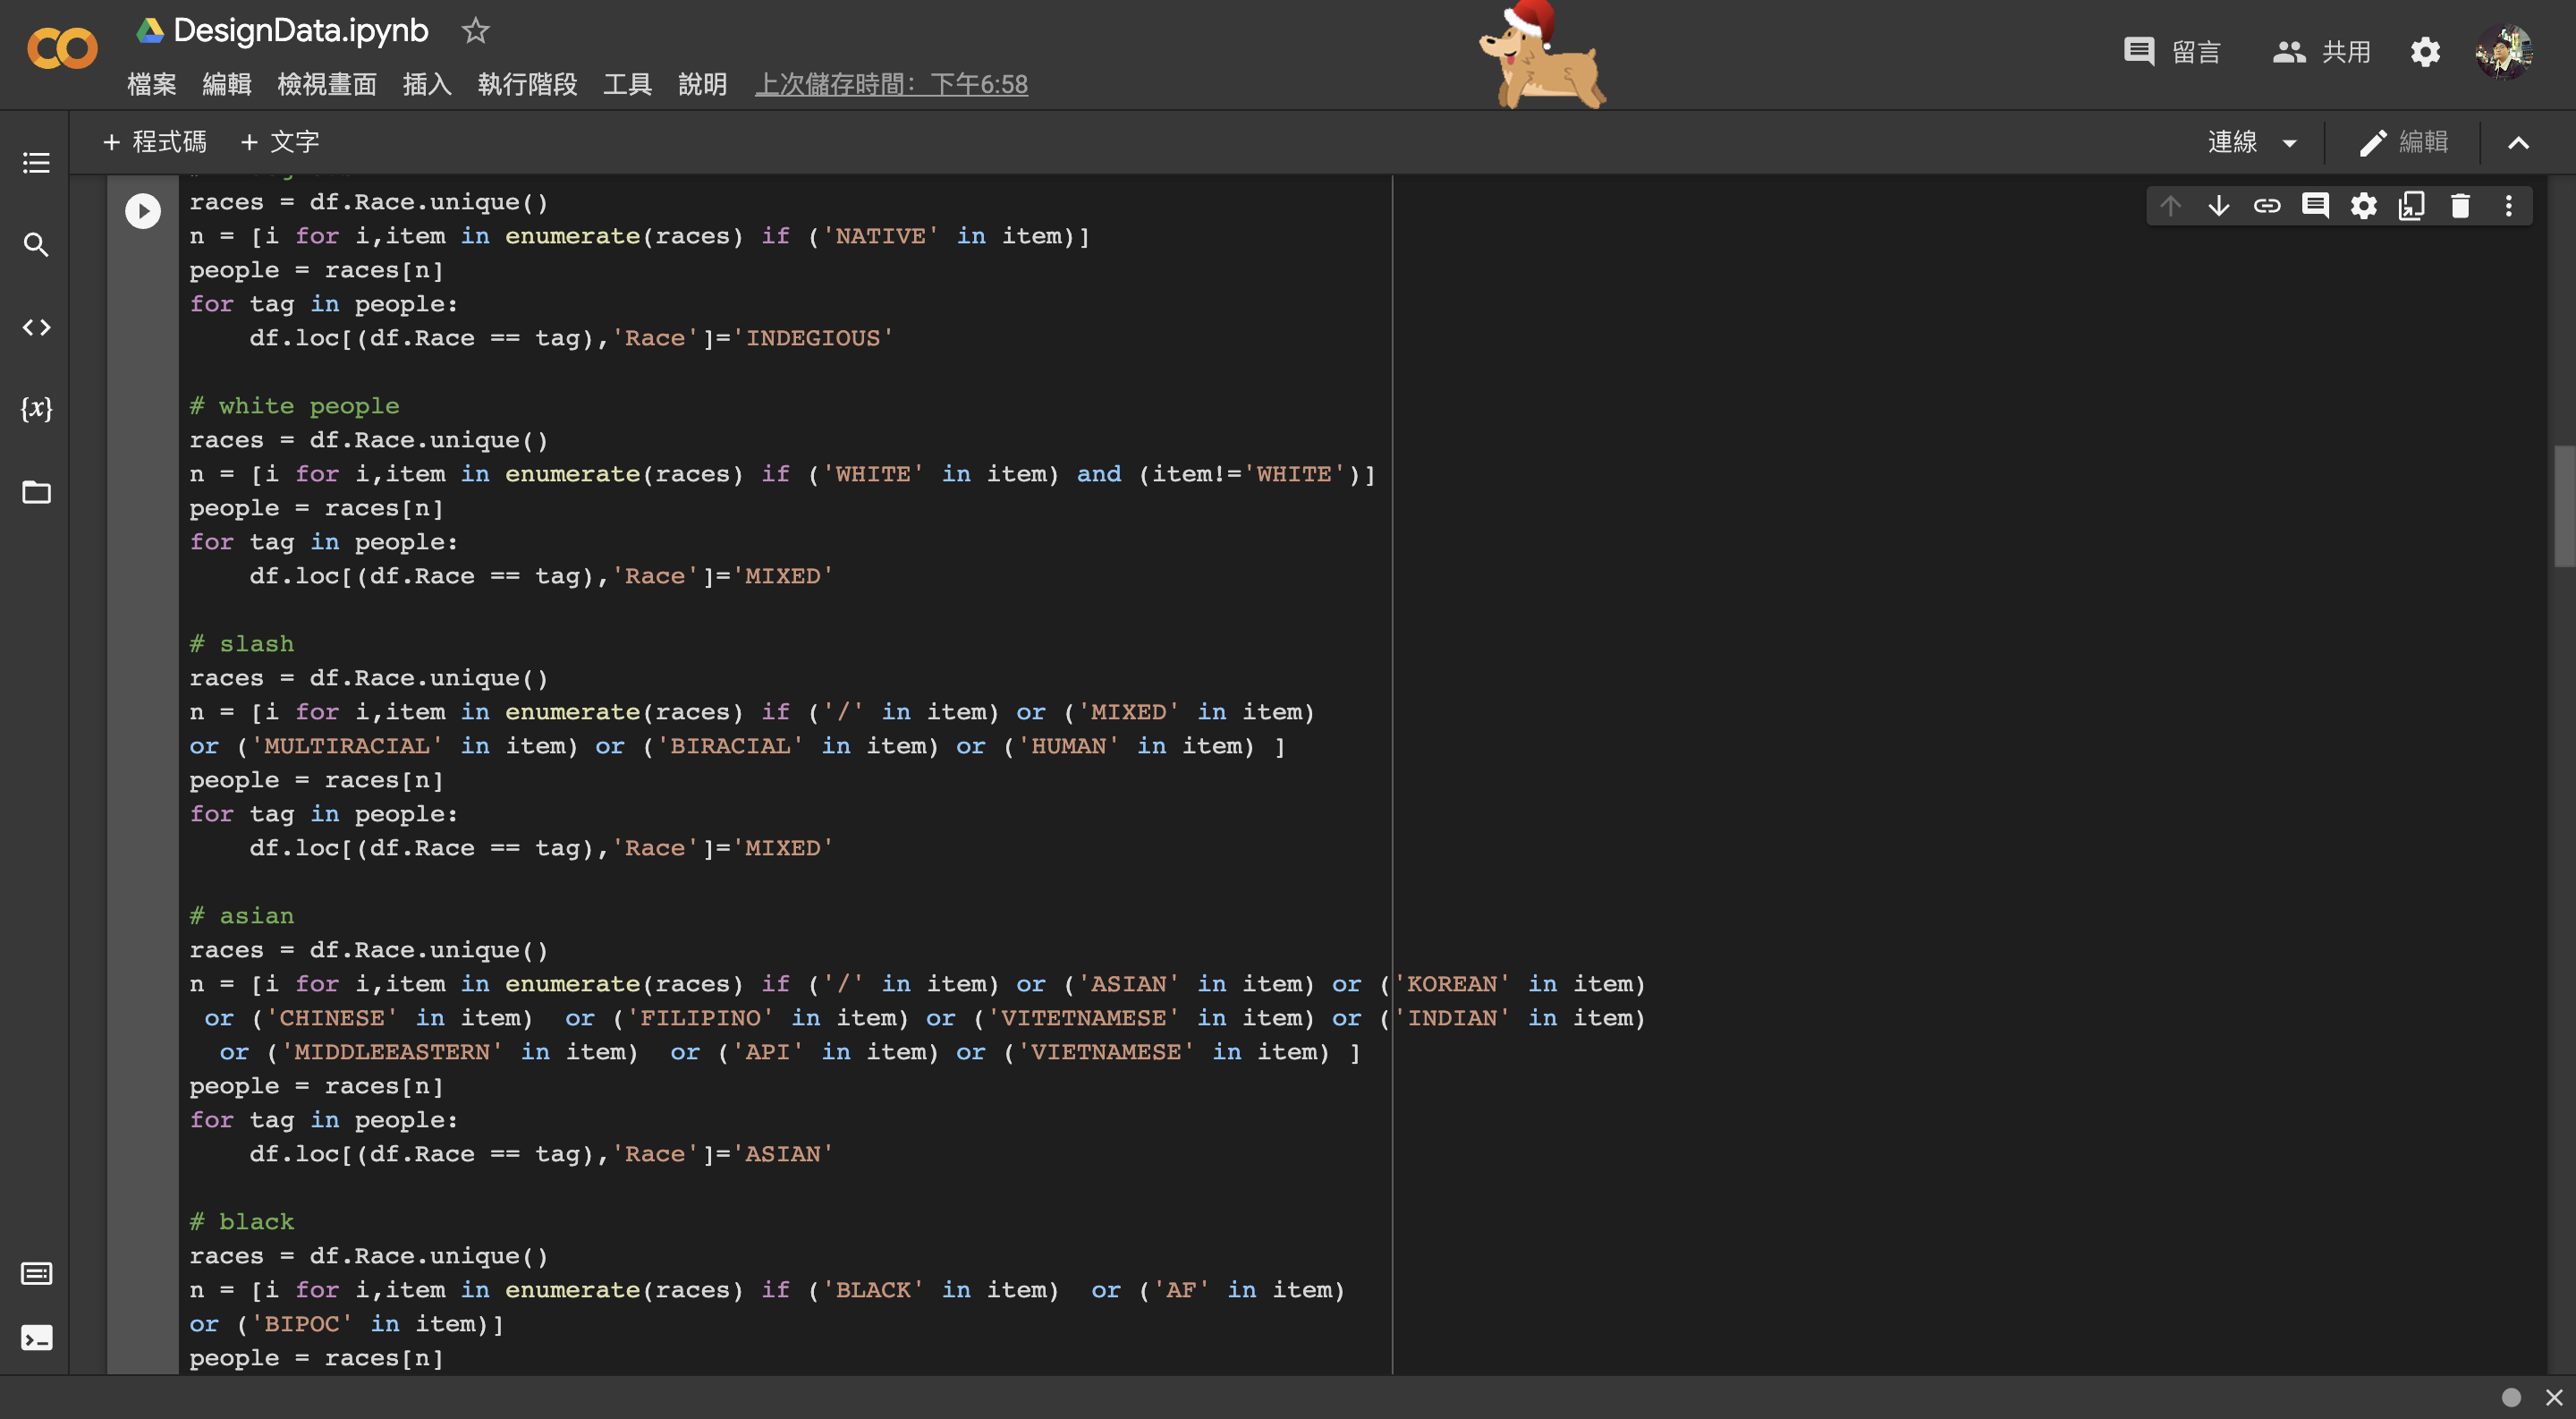 DesignData.ipynb
檔案 編輯 檢視畫面 插入 執行階段 工具 說明 上次儲存時間：下午6:58
留言 共用
+ 程式碼 + 文字
連線 編輯
races = df.Race.unique()
n = [i for i,item in enumerate(races) if ('NATIVE' in item)]
people = races[n]
for tag in people:
    df.loc[(df.Race == tag),'Race']='INDEGIOUS'
# white people
races = df.Race.unique()
n = [i for i,item in enumerate(races) if ('WHITE' in item) and (item!='WHITE')]
people = races[n]
for tag in people:
    df.loc[(df.Race == tag),'Race']='MIXED'
# slash
races = df.Race.unique()
n = [i for i,item in enumerate(races) if ('/' in item) or ('MIXED' in item)
or ('MULTIRACIAL' in item) or ('BIRACIAL' in item) or ('HUMAN' in item) ]
people = races[n]
for tag in people:
    df.loc[(df.Race == tag),'Race']='MIXED'
# asian
races = df.Race.unique()
n = [i for i,item in enumerate(races) if ('/' in item) or ('ASIAN' in item) or ('KOREAN' in item)
 or ('CHINESE' in item)  or ('FILIPINO' in item) or ('VITETNAMESE' in item) or ('INDIAN' in item)
  or ('MIDDLEEASTERN' in item)  or ('API' in item) or ('VIETNAMESE' in item) ]
people = races[n]
for tag in people:
    df.loc[(df.Race == tag),'Race']='ASIAN'
# black
races = df.Race.unique()
n = [i for i,item in enumerate(races) if ('BLACK' in item)  or ('AF' in item)
or ('BIPOC' in item)]
people = races[n]